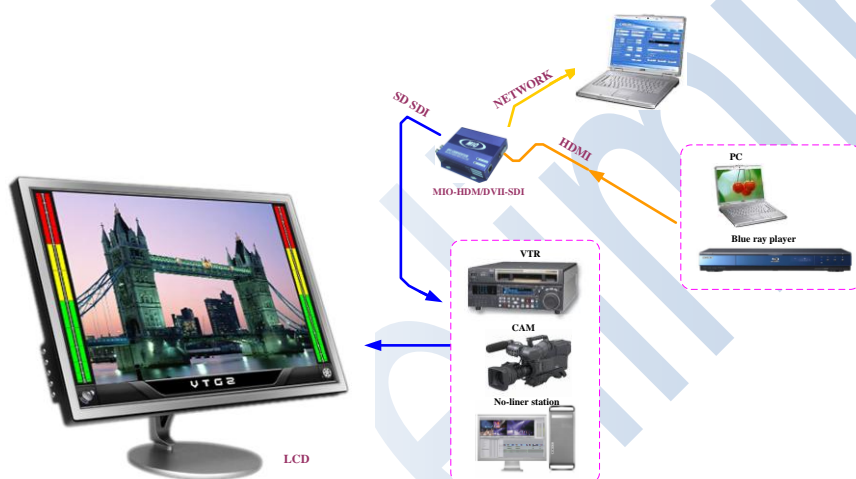 NETWORK
SD SDI
HDMI
MIO-HDM/DVII-SDI
PC
Blue ray player
VTR
CAM
No-liner station
VTG2
LCD